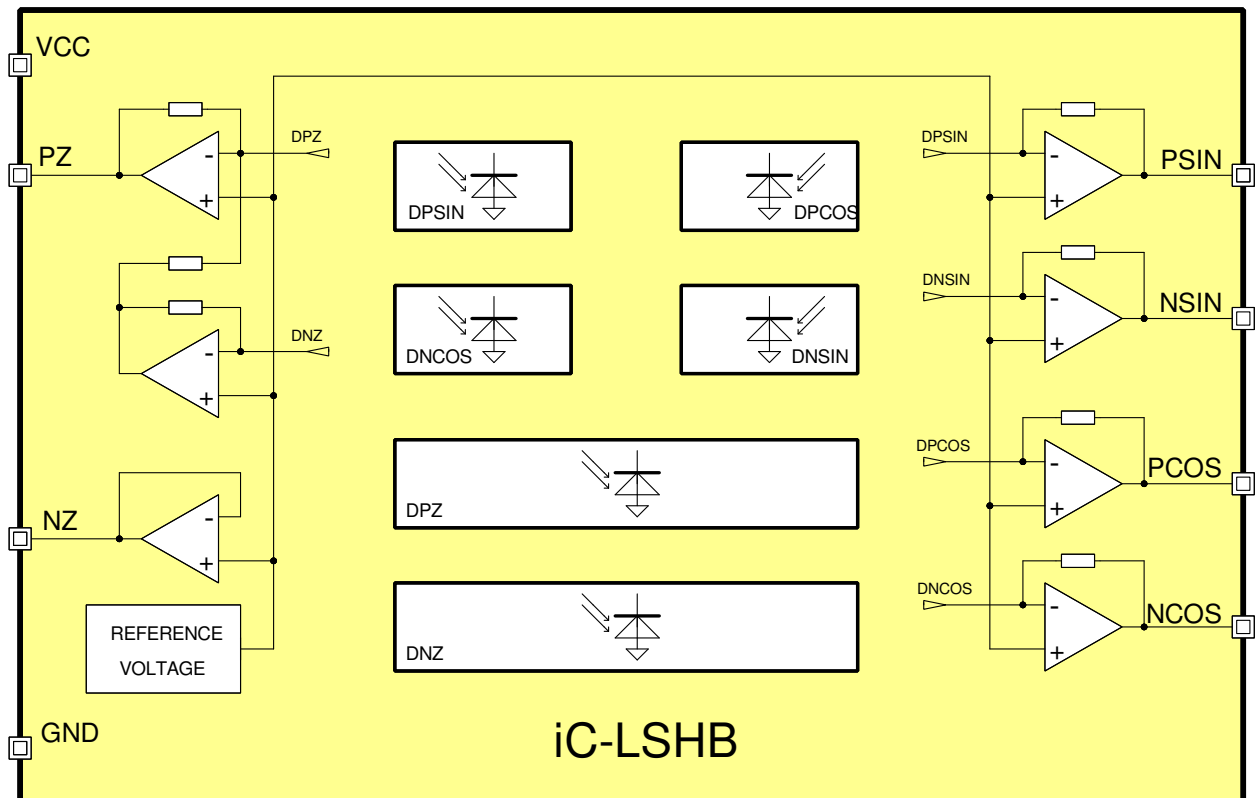 VCC
PZ
-
+
DPZ
-
+
DNZ
NZ
-
+
REFERENCE
VOLTAGE
GND
DPSIN
DPCOS
DNCOS
DNSIN
DPZ
DNZ
iC-LSHB
DPSIN
-
+
PSIN
DNSIN
-
+
NSIN
DPCOS
-
+
PCOS
DNCOS
-
+
NCOS